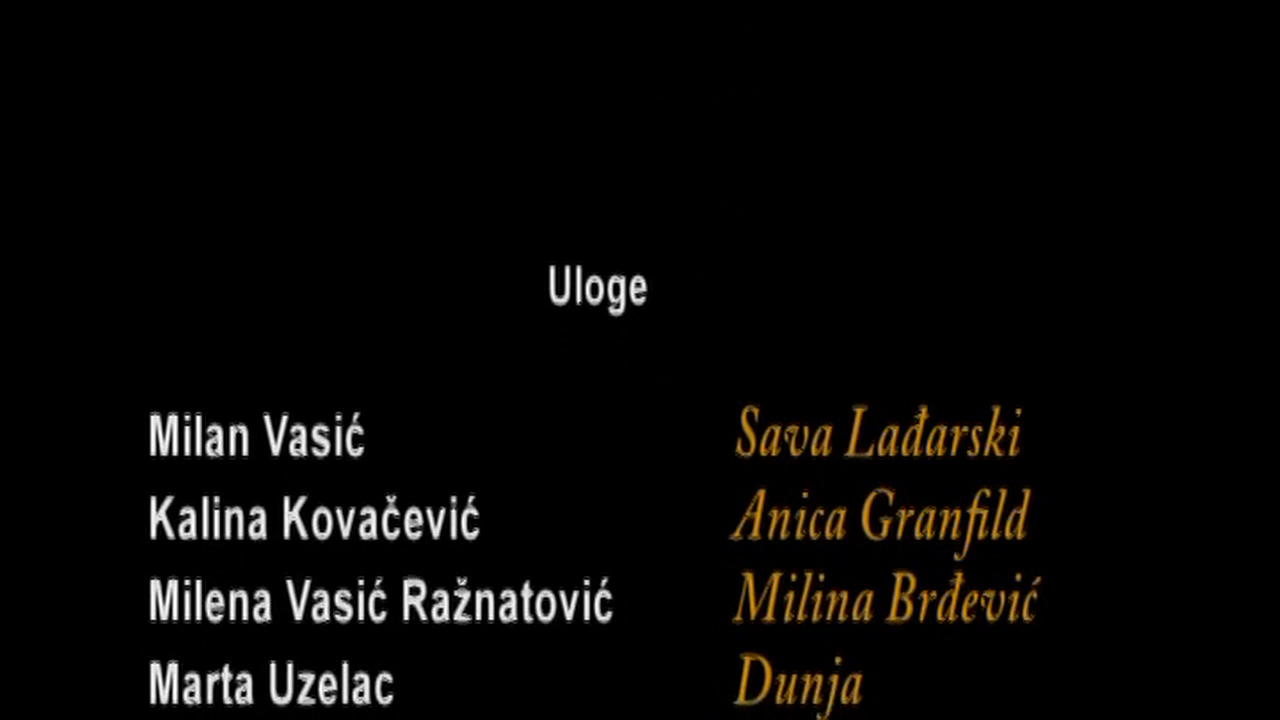 Uloge
Milan Vasić Sava Lađarski
Kalina Kovačević Anica Granfild
Milena Vasić Ražnatović Milina Brđević
Marta Uzelac Dunja